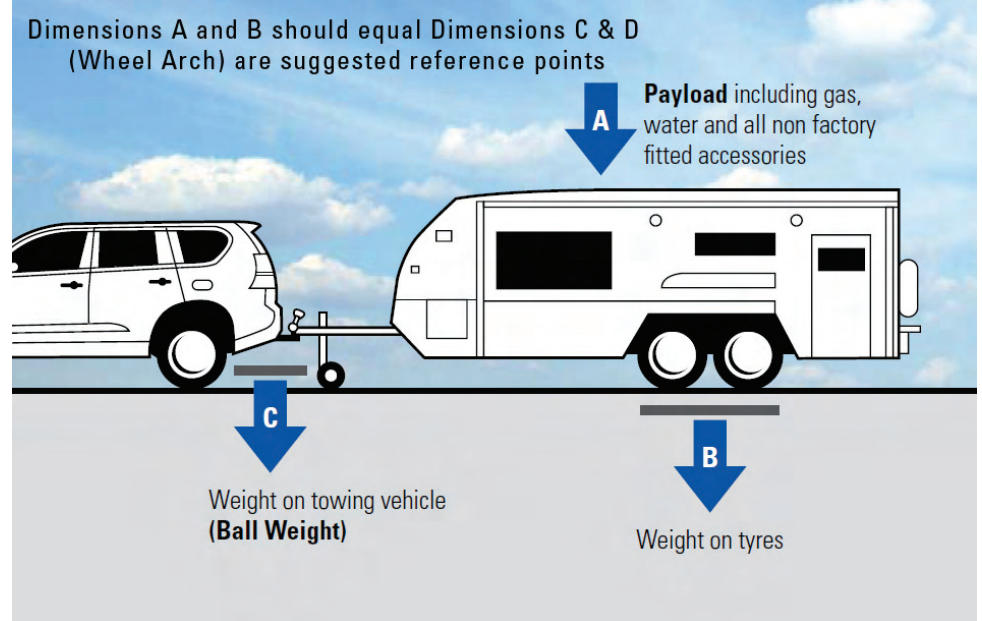 Dimensions A and B should equal Dimensions C & D
(Wheel Arch) are suggested reference points
A
Payload including gas,
water and all non factory
fitted accessories
C
B
Weight on towing vehicle
(Ball Weight)
Weight on tyres